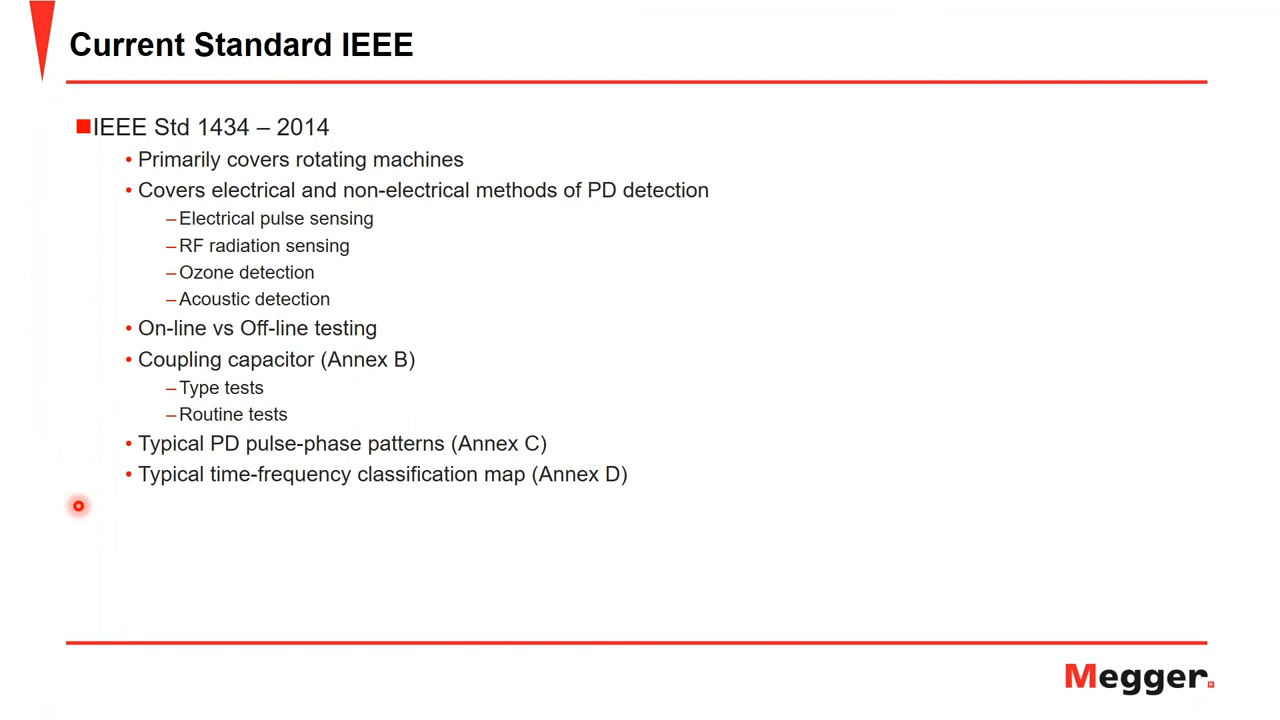 Current Standard IEEE
IEEE Std 1434 – 2014
• Primarily covers rotating machines
• Covers electrical and non-electrical methods of PD detection
– Electrical pulse sensing
– RF radiation sensing
– Ozone detection
– Acoustic detection
• On-line vs Off-line testing
• Coupling capacitor (Annex B)
– Type tests
– Routine tests
• Typical PD pulse-phase patterns (Annex C)
• Typical time-frequency classification map (Annex D)
Megger.